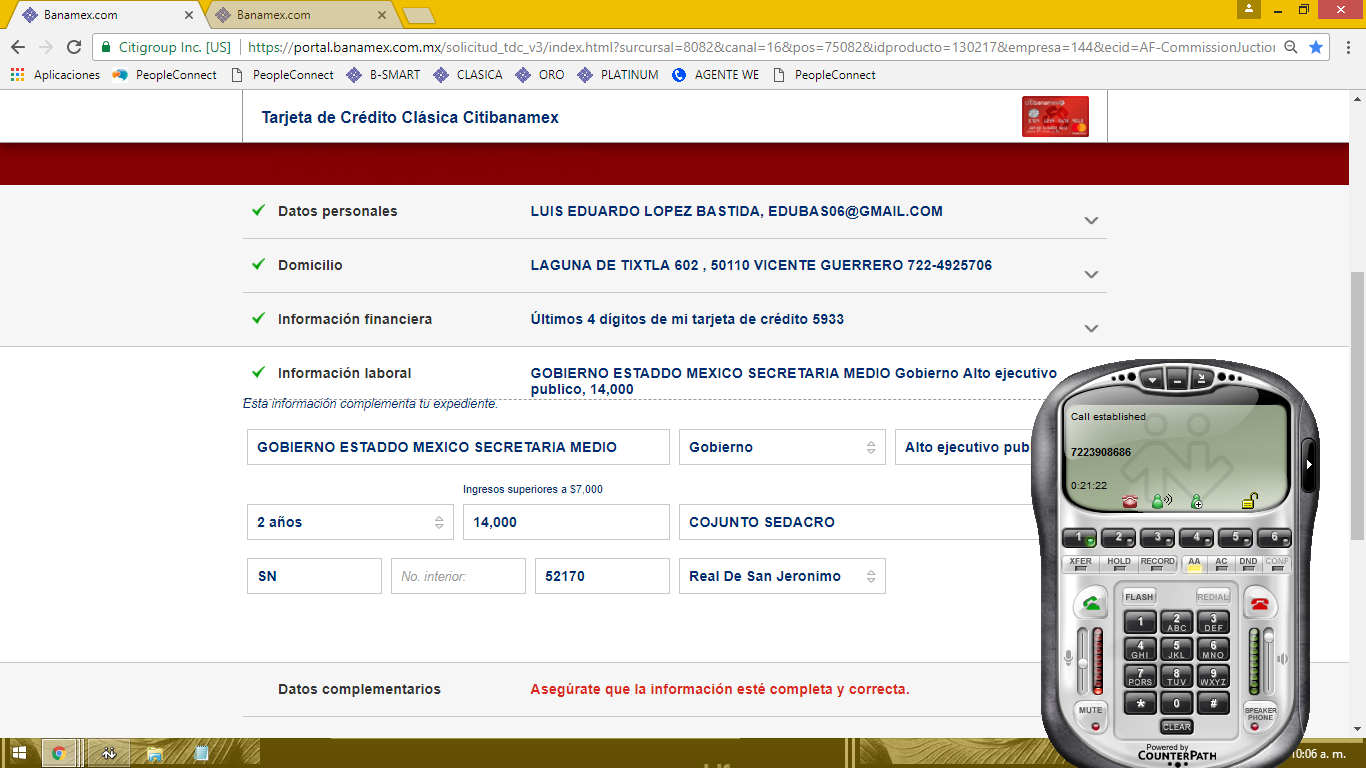 Banamex.com
Banamex.com
Citigroup Inc. [US]
https://portal.banamex.com.mx/solicitud_tdc_v3/index.html?surcursal=8082&canal=16&pos=75082&idproducto=130217&empresa=144&ecid=AF-CommissionJuction
Aplicaciones PeopleConnect PeopleConnect B-SMART CLASICA ORO PLATINUM AGENTE WE PeopleConnect
Tarjeta de Crédito Clásica Citibanamex
Datos personales LUIS EDUARDO LOPEZ BASTIDA, EDUBAS06@GMAIL.COM
Domicilio LAGUNA DE TIXTLA 602 , 50110 VICENTE GUERRERO 722-4925706
Información financiera Últimos 4 dígitos de mi tarjeta de crédito 5933
Información laboral GOBIERNO ESTADDO MEXICO SECRETARIA MEDIO Gobierno Alto ejecutivo
publico, 14,000
Esta información complementa tu expediente.
GOBIERNO ESTADDO MEXICO SECRETARIA MEDIO Gobierno Alto ejecutivo pub
Ingresos superiores a $7,000
2 años 14,000 COJUNTO SEDACRO
SN No. interior: 52170 Real De San Jeronimo
Datos complementarios Asegúrate que la información esté completa y correcta.
Call established
7223908686
0:21:22
1 2 3 4 5 6
XFER HOLD RECORD AA AC DND CONF
FLASH REDIAL
1 2 ABC 3 DEF
4 GHI 5 JKL 6 MNO
7 PQRS 8 TUV 9 WXYZ
* 0 #
MUTE CLEAR SPEAKER PHONE
Powered by
COUNTERPATH
10:06 a. m.